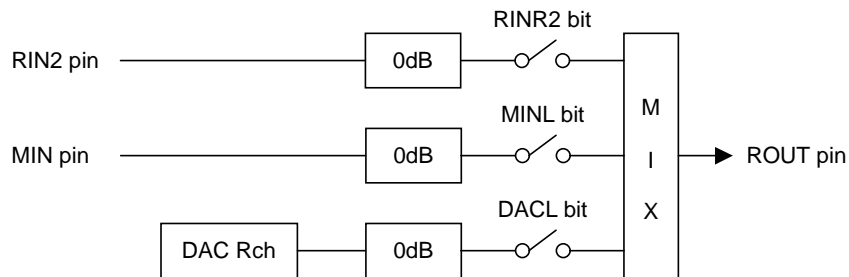 RINR2 bit
RIN2 pin
0dB
MINL bit
MIN pin
0dB
M
I
X
ROUT pin
DACL bit
DAC Rch
0dB